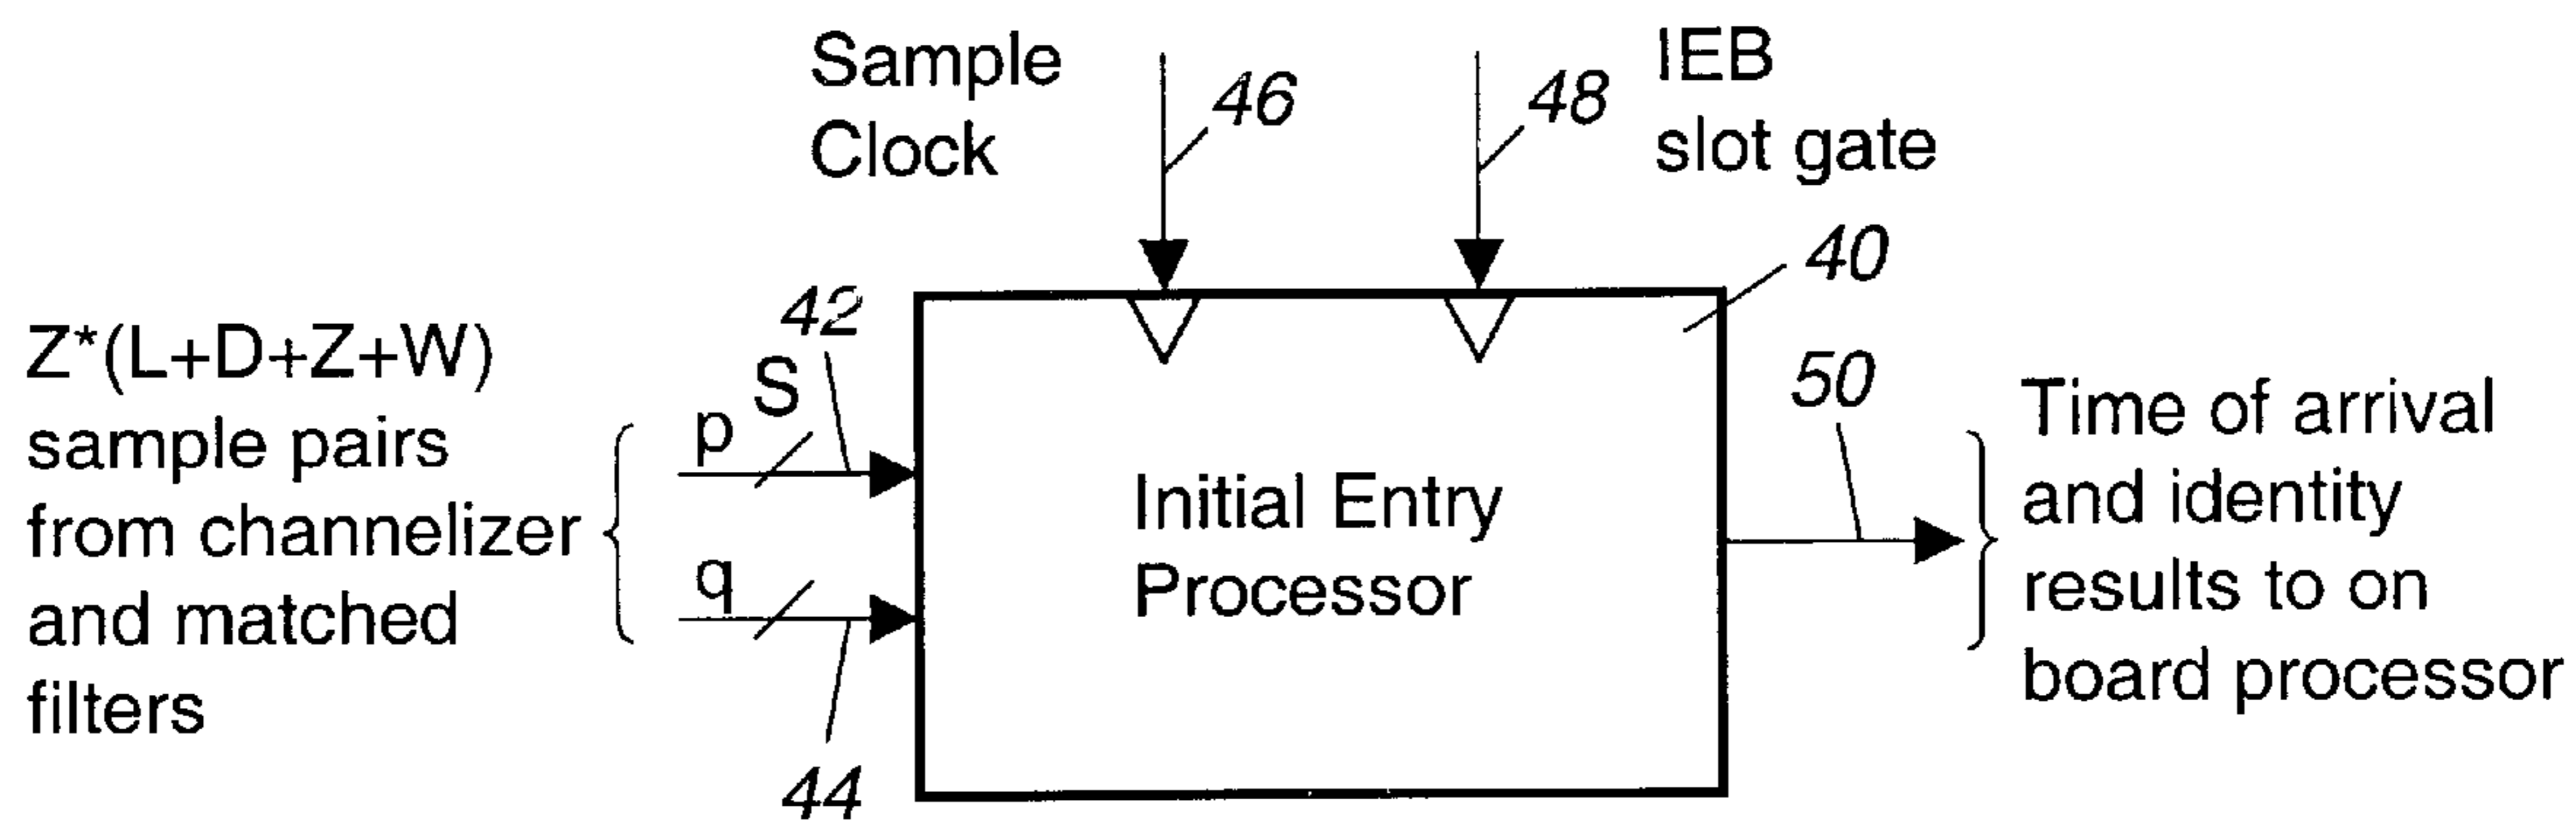 Sample
Clock
46
48
IEB
slot gate
40
Z*(L+D+Z+W)
sample pairs
from channelizer
and matched
filters
42
S
p
q
44
Initial Entry
Processor
50
Time of arrival
and identity
results to on
board processor